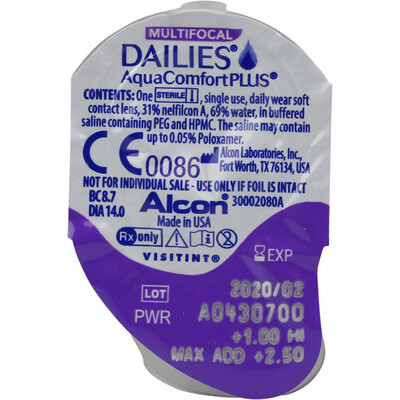 MULTIFOCAL
DAILIES®
AquaComfortPLUS®
CONTENTS: One STERILE, single use, daily wear soft
contact lens, 31% nelfilcon A, 69% water, in buffered
saline containing PEG and HPMC. The saline may contain
up to 0.05% Poloxamer.
CE 0086
Alcon Laboratories, Inc.,
Fort Worth, TX 76134, USA
NOT FOR INDIVIDUAL SALE - USE ONLY IF FOIL IS INTACT
BC 8.7
DIA 14.0
Alcon®
30002080A
Made in USA
Rx only
VISITINT®
EXP
2020/02
LOT
A0430700
PWR
+1.00 HI
MAX ADD +2.50